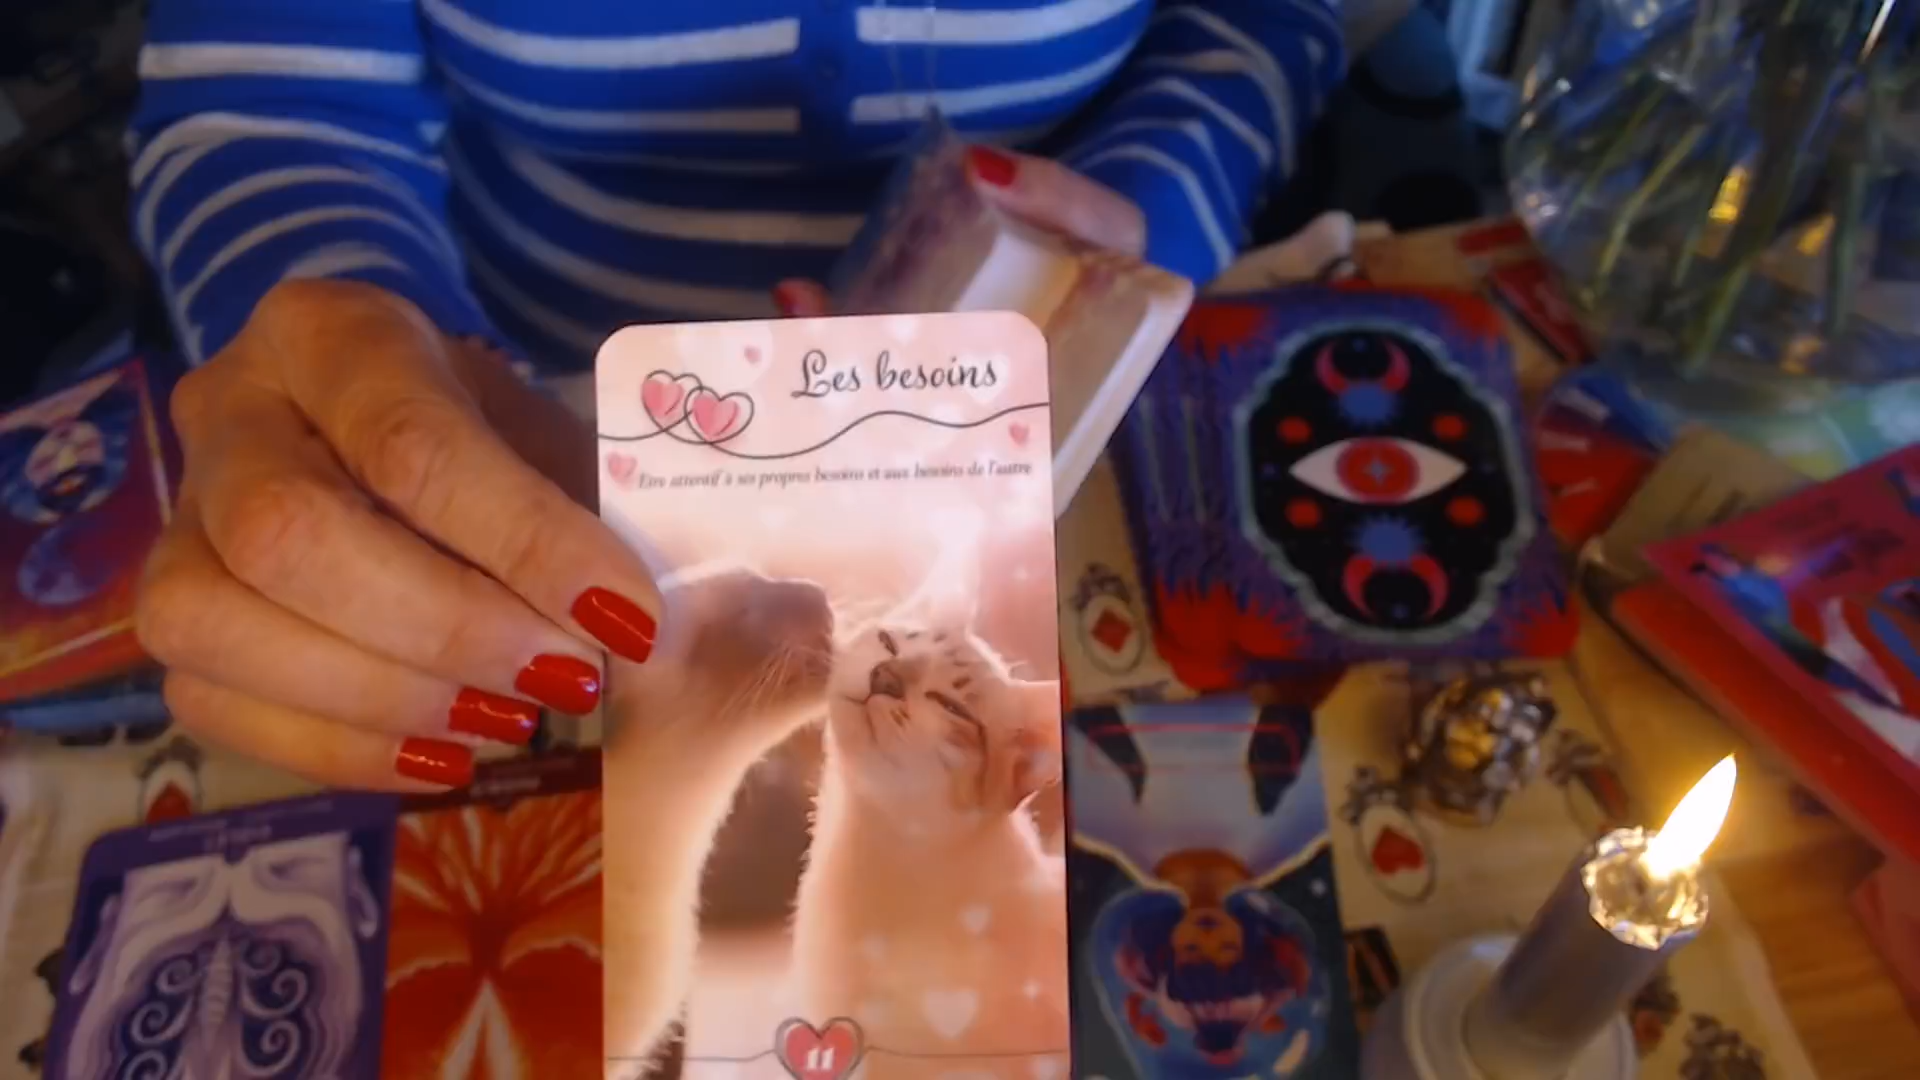 Les besoins
Etre attentif à ses propres besoins et aux besoins de l'autre
11